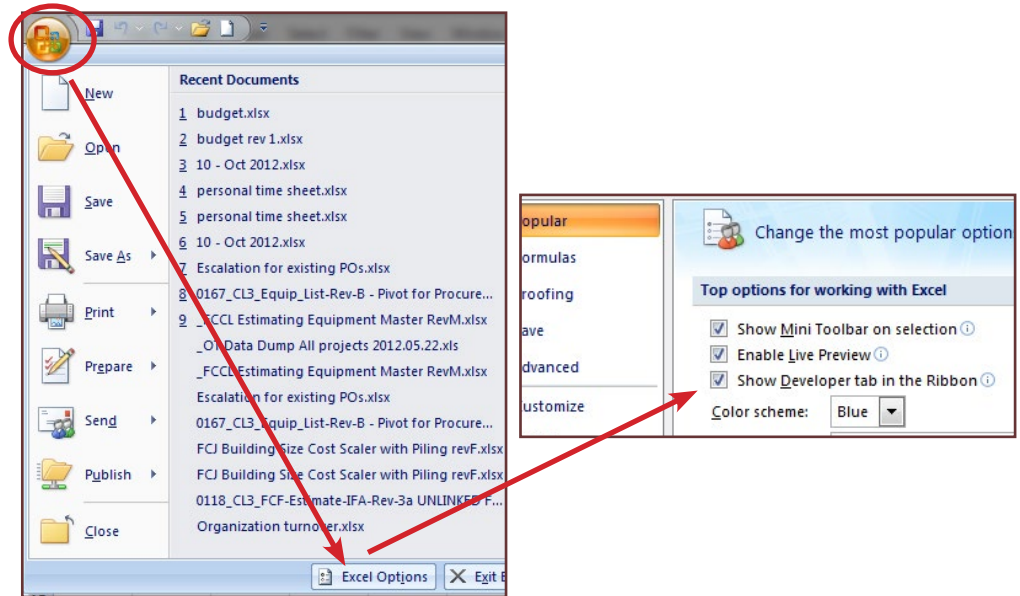 Recent Documents
New
Open
Save
Save As
Print
Prepare
Send
Publish
Close
1 budget.xlsx
2 budget rev 1.xlsx
3 10 - Oct 2012.xlsx
4 personal time sheet.xlsx
5 personal time sheet.xlsx
6 10 - Oct 2012.xlsx
7 Escalation for existing POs.xlsx
8 0167_CL3_Equip_List-Rev-B - Pivot for Procure...
9 _FCCL Estimating Equipment Master RevM.xlsx
Data Dump All projects 2012.05.22.xls
_FCCL Estimating Equipment Master RevM.xlsx
Escalation for existing POs.xlsx
0167_CL3_Equip_List-Rev-B - Pivot for Procure...
FCJ Building Size Cost Scaler with Piling revF.xlsx
FCJ Building Size Cost Scaler with Piling revF.xlsx
0118_CL3_FCF-Estimate-IFA-Rev-3a UNLINKED F...
Organization turnover.xlsx
Excel Options
Exit E
opular
ormulas
roofing
ave
dvanced
ustomize
Change the most popular option
Top options for working with Excel
Show Mini Toolbar on selection
Enable Live Preview
Show Developer tab in the Ribbon
Color scheme: Blue